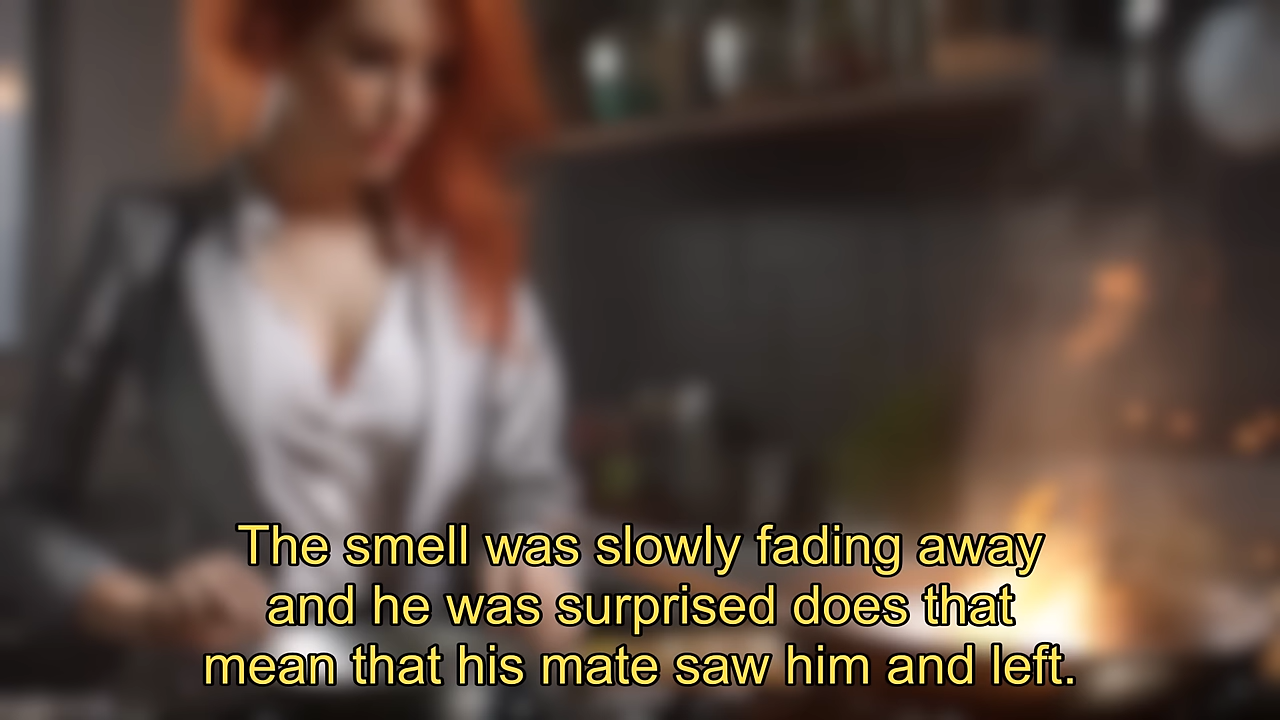 The smell was slowly fading away
and he was surprised does that
mean that his mate saw him and left.